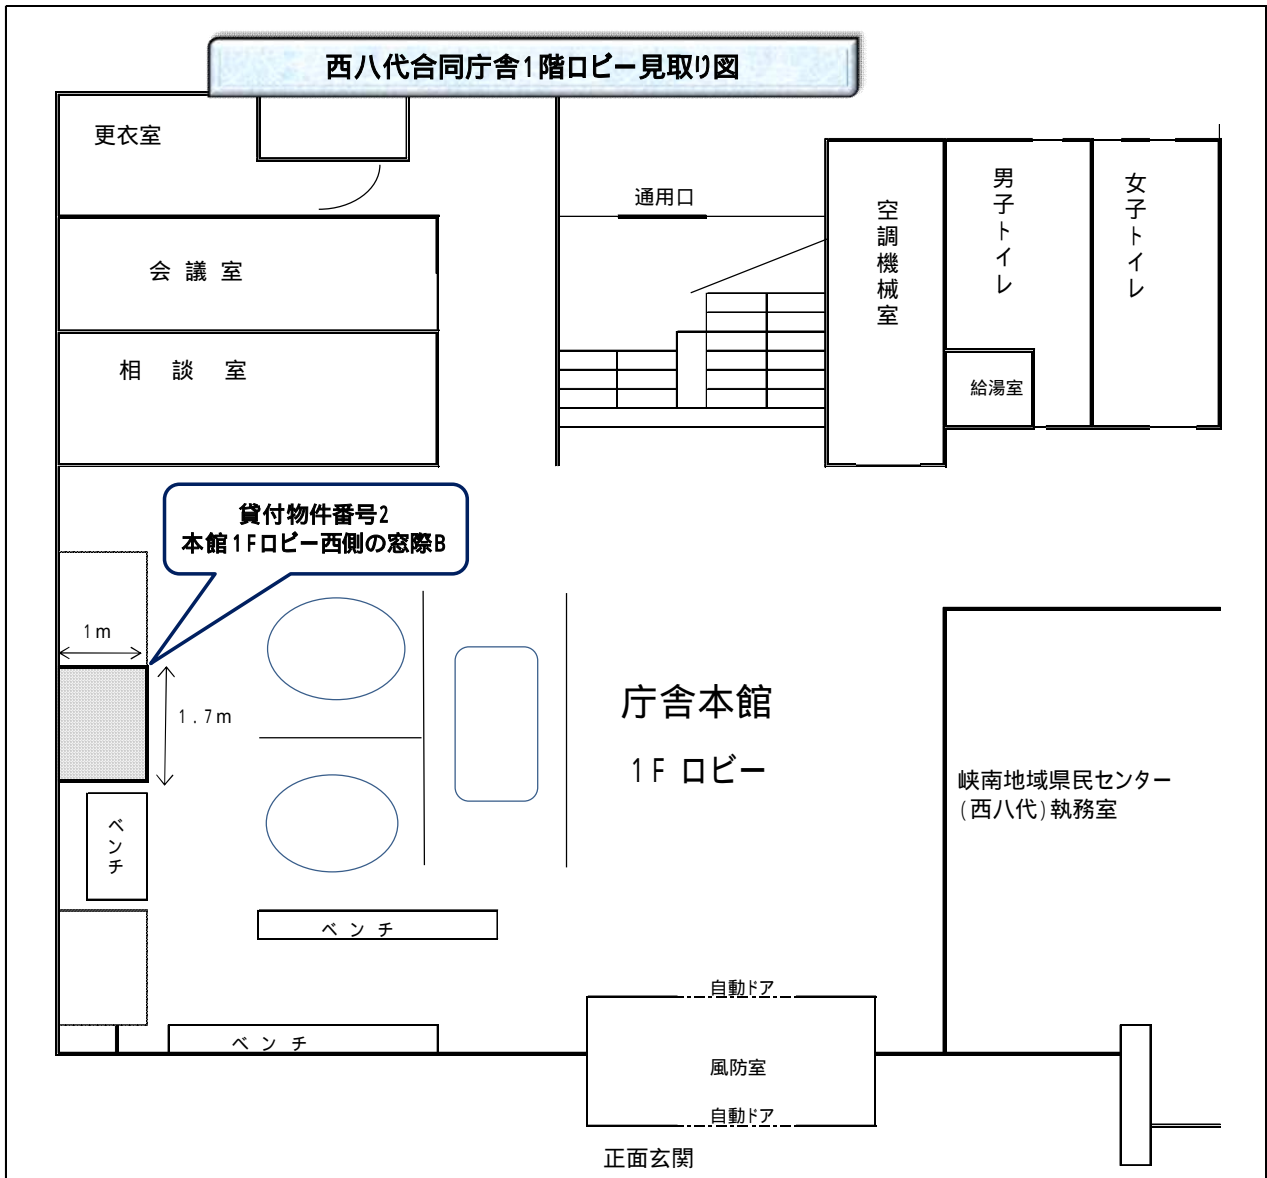 西八代合同庁舎1階ロビー見取り図
更衣室
通用口
空調機械室
男子トイレ
女子トイレ
会 議 室
相 談 室
給湯室
貸付物件番号2
本館1Fロビー西側の窓際B
1m
1.7m
庁舎本館
1F ロビー
峡南地域県民センター
(西八代)執務室
ベンチ
ベ ン チ
自動ドア
ベ ン チ
風防室
自動ドア
正面玄関